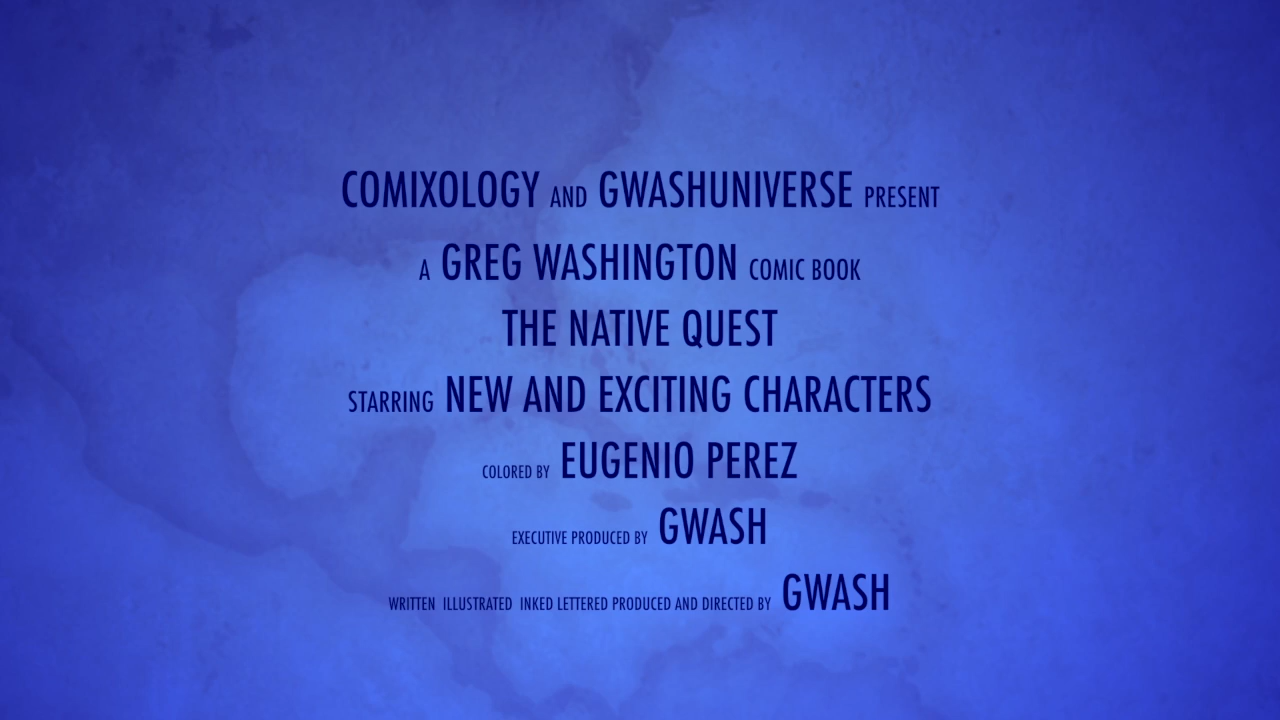 COMIXOLOGY AND GWASHUNIVERSE PRESENT
A GREG WASHINGTON COMIC BOOK
THE NATIVE QUEST
STARRING NEW AND EXCITING CHARACTERS
COLORED BY EUGENIO PEREZ
EXECUTIVE PRODUCED BY GWASH
WRITTEN ILLUSTRATED INKED LETTERED PRODUCED AND DIRECTED BY GWASH